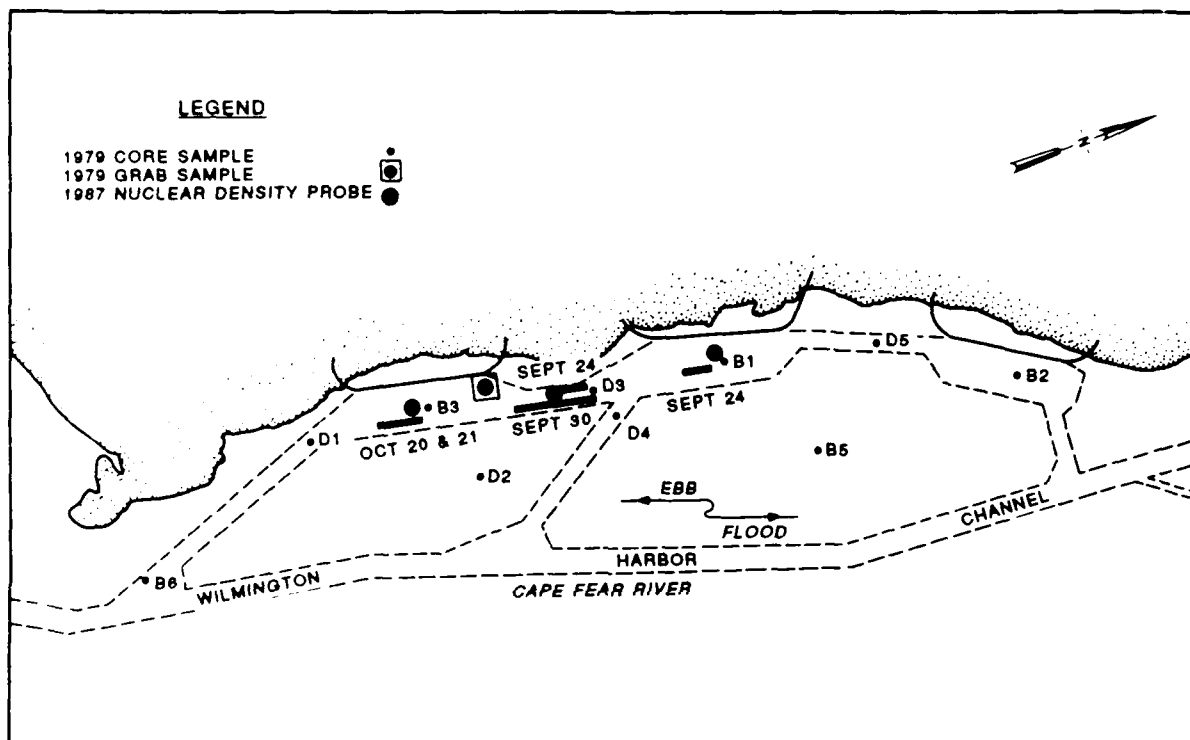 LEGEND
1979 CORE SAMPLE
1979 GRAB SAMPLE
1987 NUCLEAR DENSITY PROBE
N
D5
SEPT 24
B1
B2
D3
B3
SEPT 24
SEPT 30
D4
D1
OCT 20 & 21
B5
D2
EBB
FLOOD
CHANNEL
HARBOR
B6
WILMINGTON
CAPE FEAR RIVER